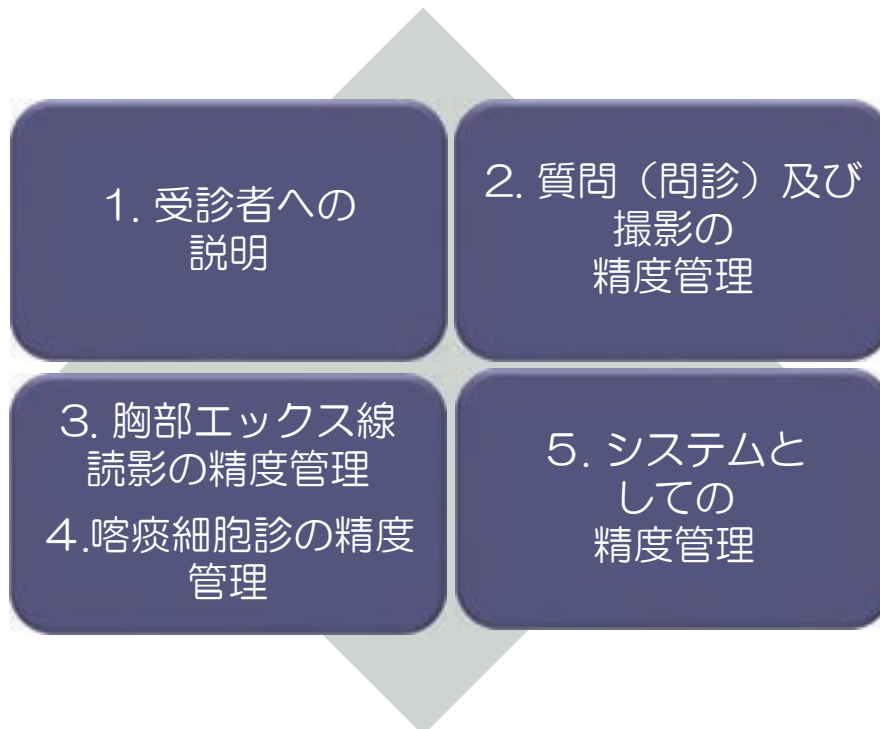 1. 受診者への
説明
2. 質問（問診）及び
撮影の
精度管理
3. 胸部エックス線
読影の精度管理
4.喀痰細胞診の精度
管理
5. システムと
しての
精度管理